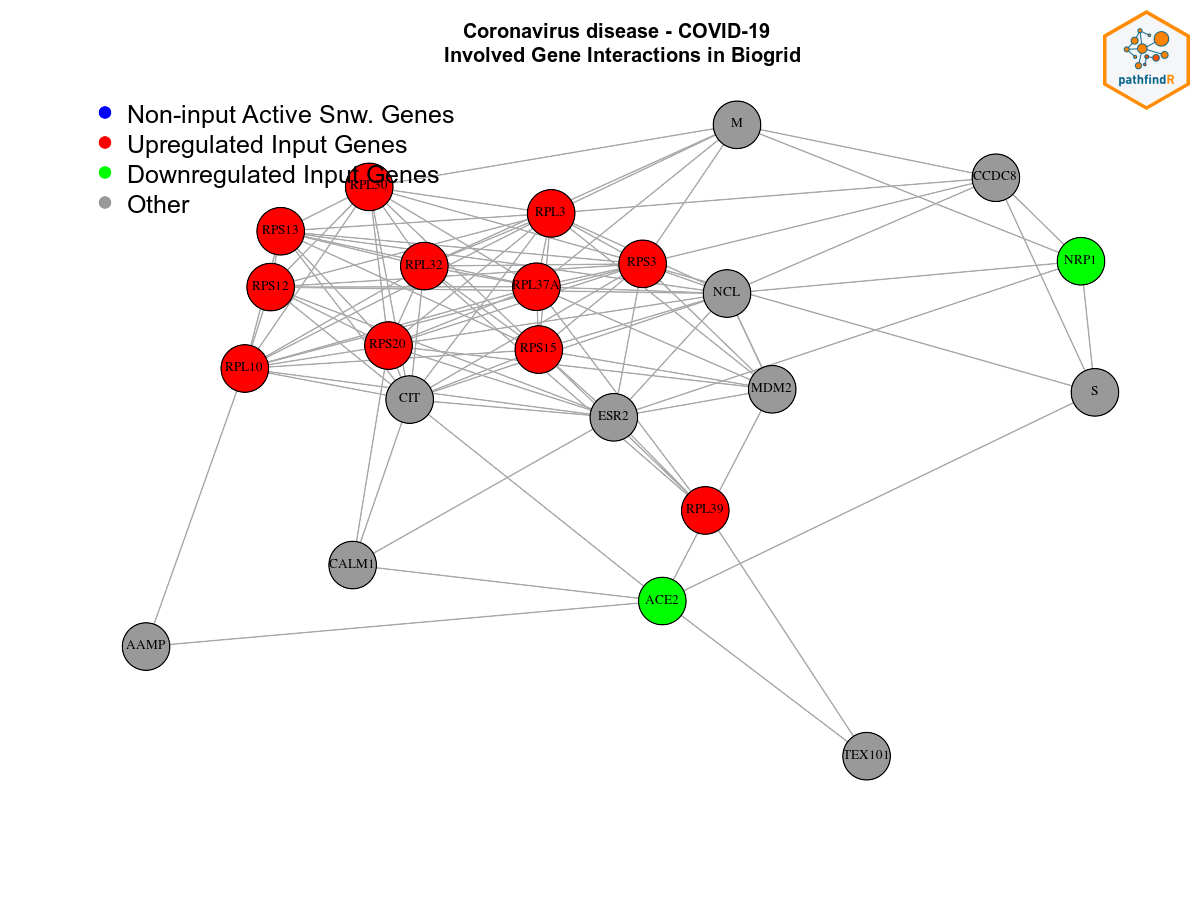 Coronavirus disease - COVID-19
Involved Gene Interactions in Biogrid
pathfindR
Non-input Active Snw. Genes
Upregulated Input Genes
Downregulated Input Genes
Other
M
CCDC8
RPL30
RPL3
RPS13
RPL32
RPS3
NRP1
RPS12
RPL37A
NCL
RPS20
RPS15
RPL10
CIT
MDM2
S
ESR2
RPL39
CALM1
ACE2
AAMP
TEX101